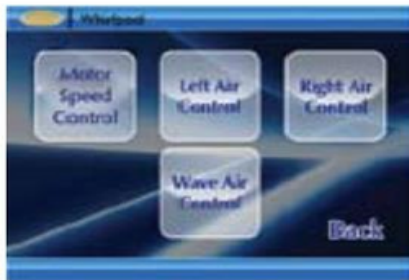 Whirlpool
Motor
Speed
Control
Left Air
Control
Right Air
Control
Wave Air
Control
Back